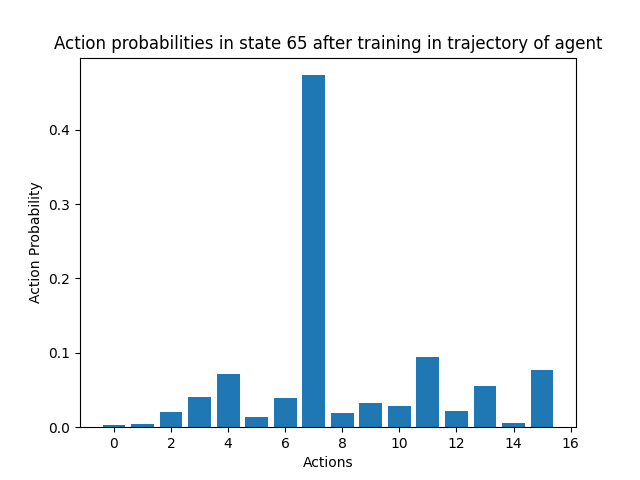 Action probabilities in state 65 after training in trajectory of agent
Action Probability
0.4
0.3
0.2
0.1
0.0
0 2 4 6 8 10 12 14 16
Actions